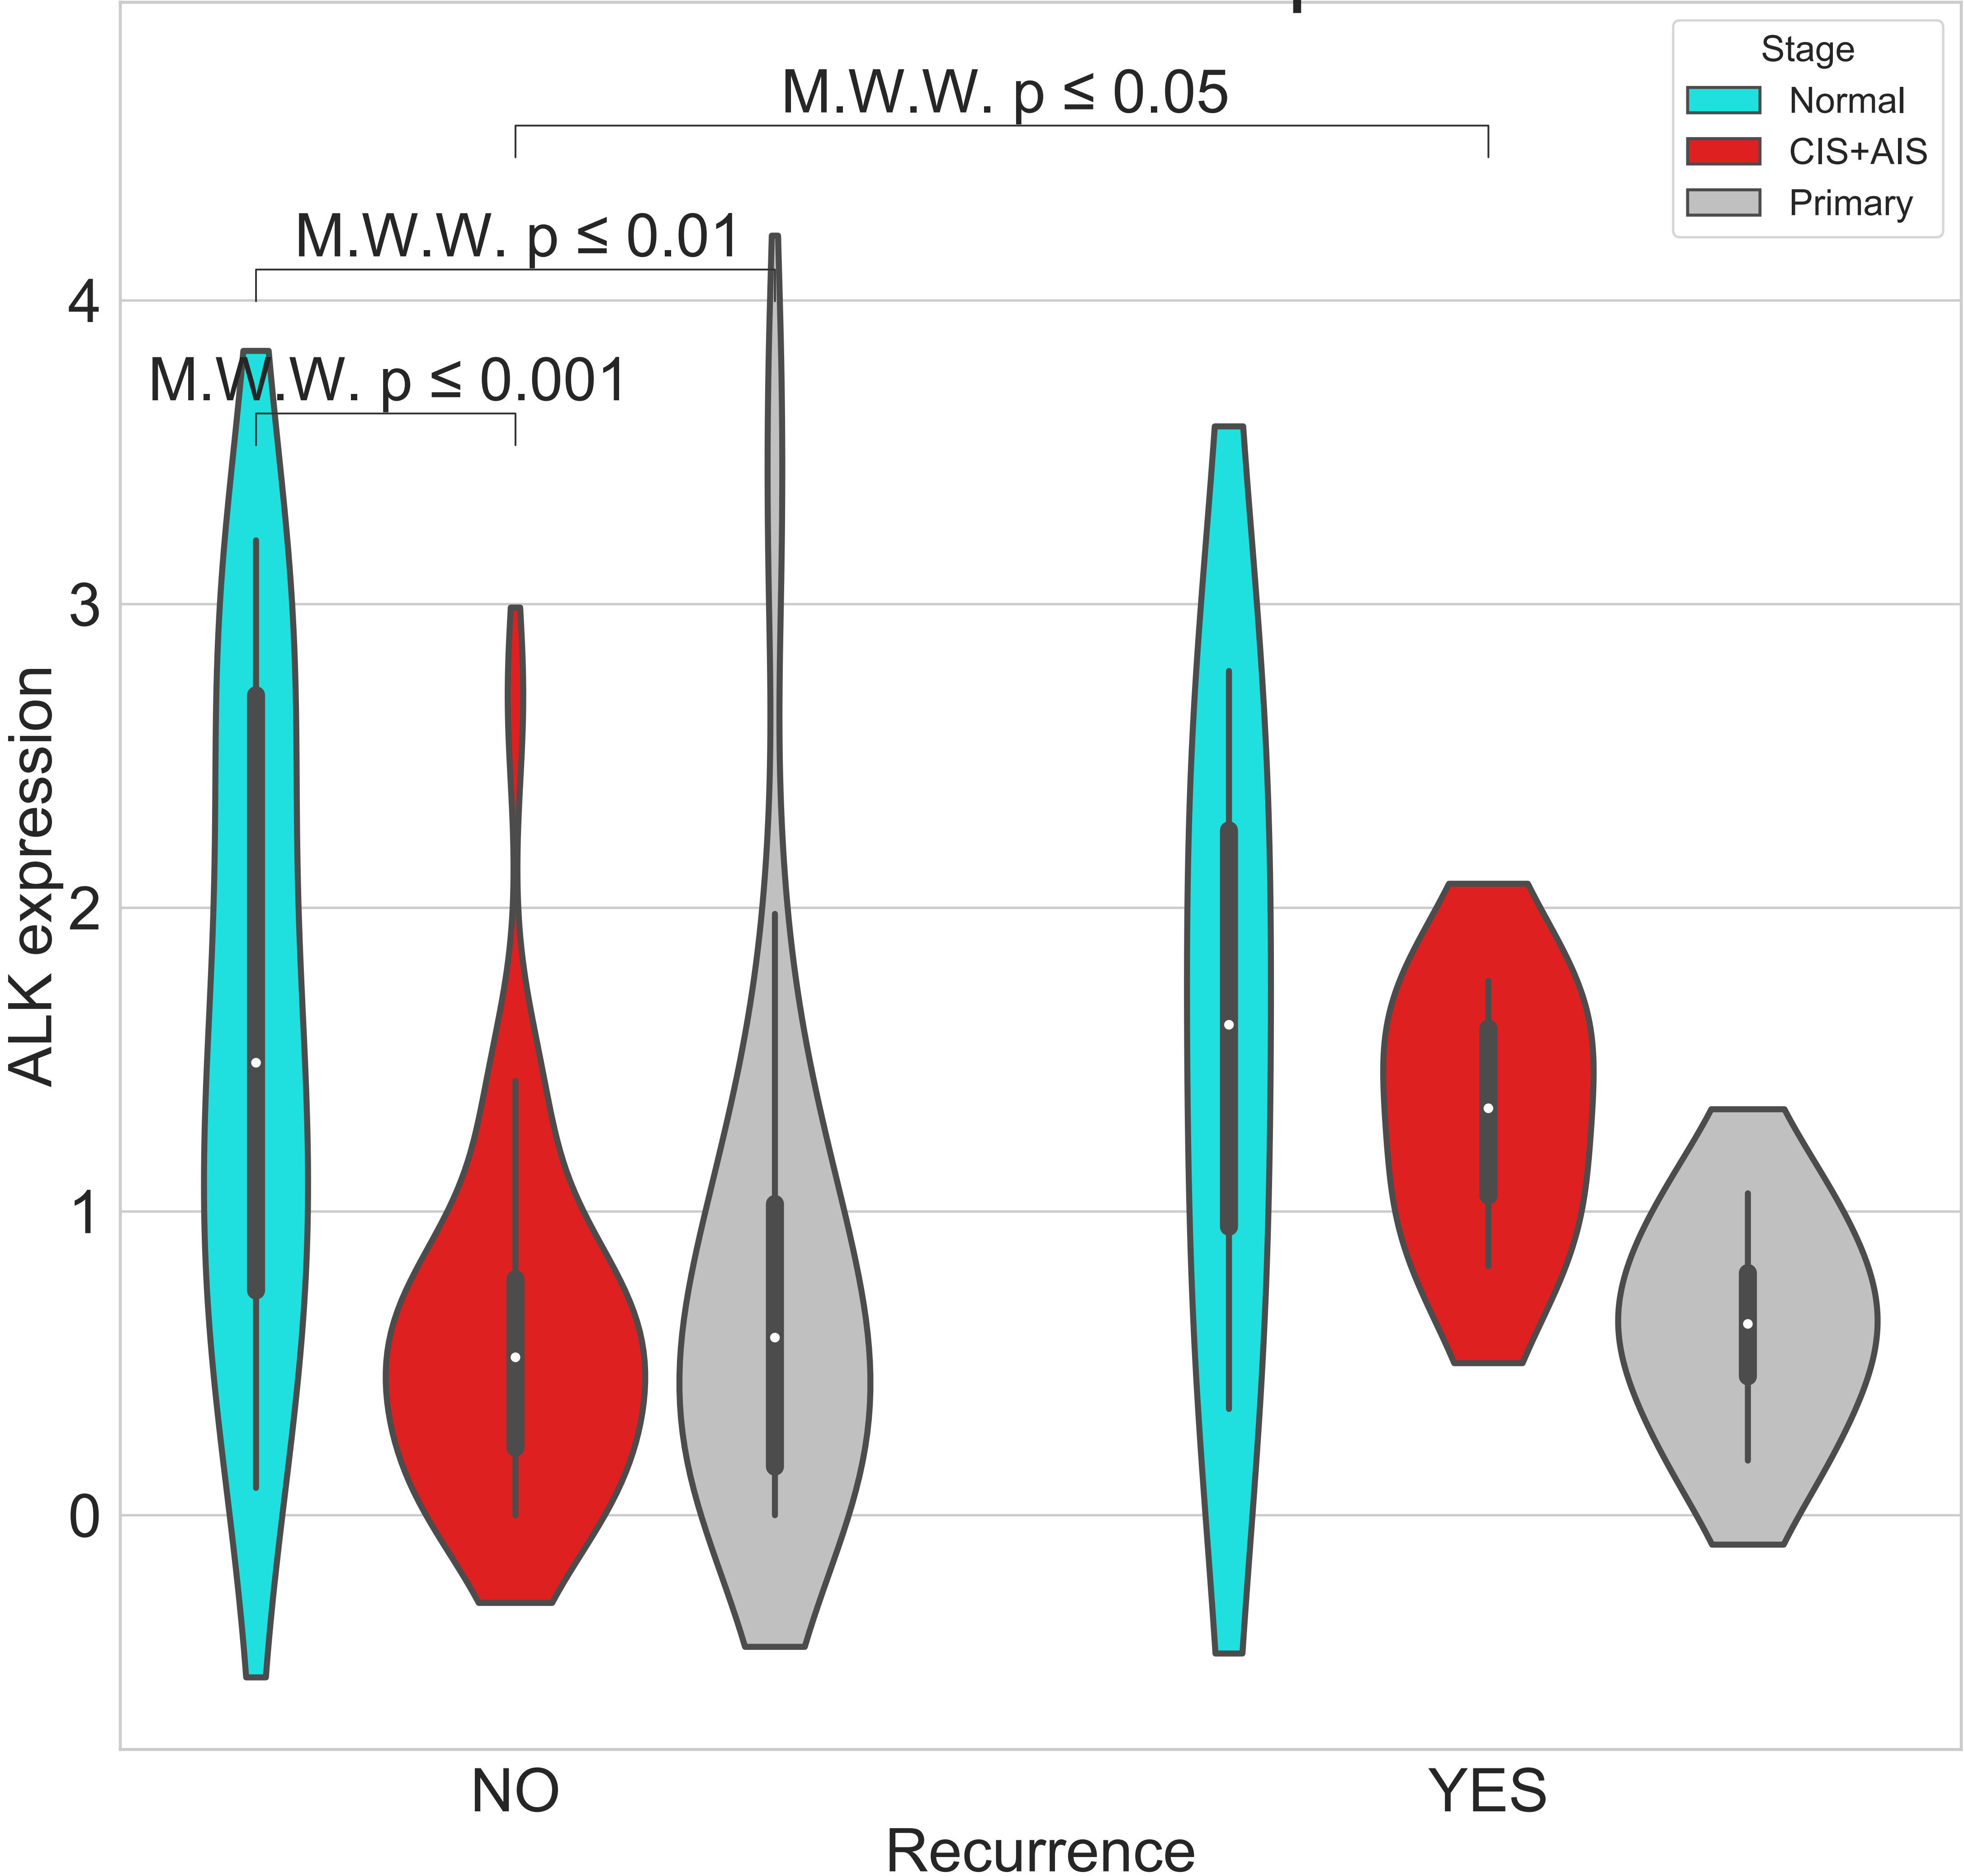 Stage
Normal
CIS+AIS
Primary
M.W.W. p ≤ 0.05
M.W.W. p ≤ 0.01
M.W.W. p ≤ 0.001
ALK expression
4
3
2
1
0
NO
YES
Recurrence